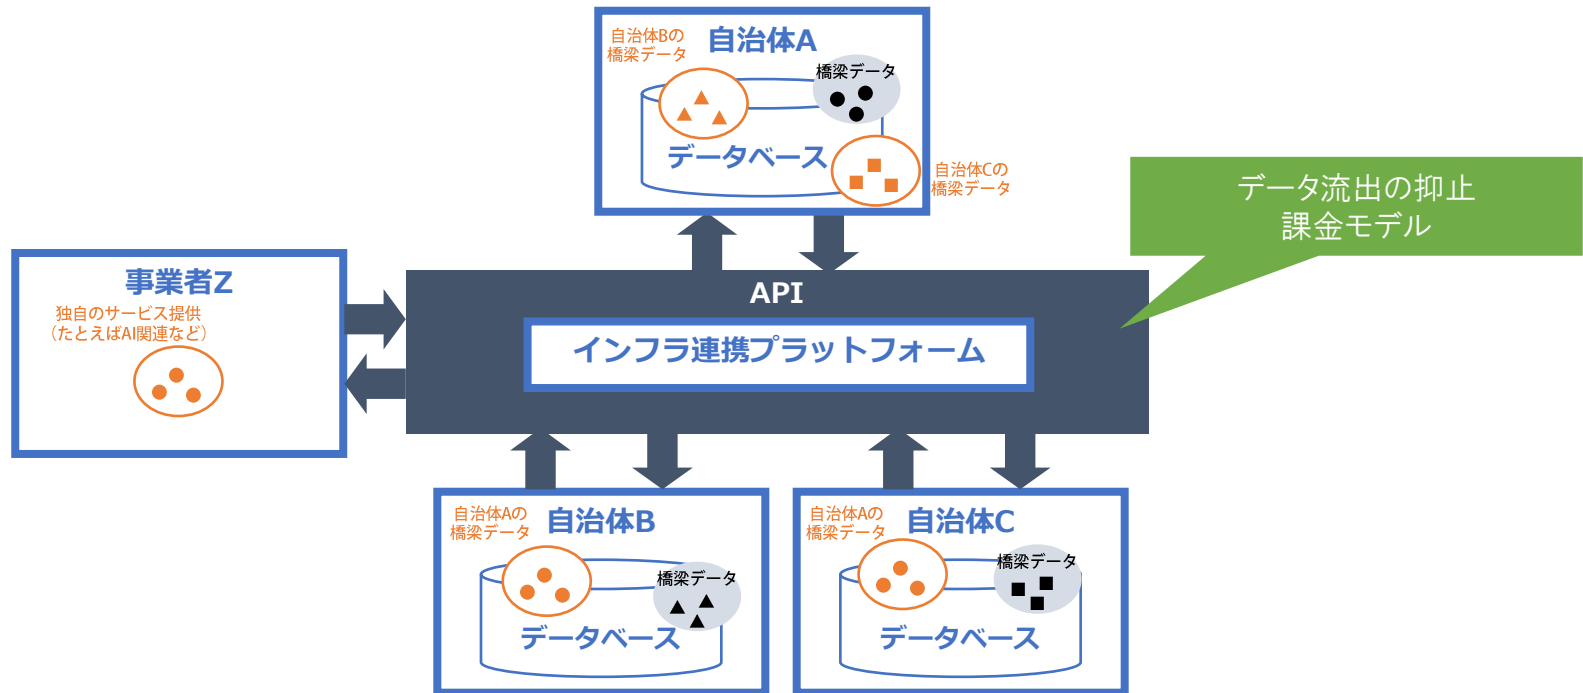 自治体Bの
橋梁データ
自治体A
橋梁データ
データベース
自治体Cの
橋梁データ
データ流出の抑止
課金モデル
事業者Z
独自のサービス提供
（たとえばAI関連など）
API
インフラ連携プラットフォーム
自治体Aの
橋梁データ
自治体B
橋梁データ
データベース
自治体Aの
橋梁データ
自治体C
橋梁データ
データベース